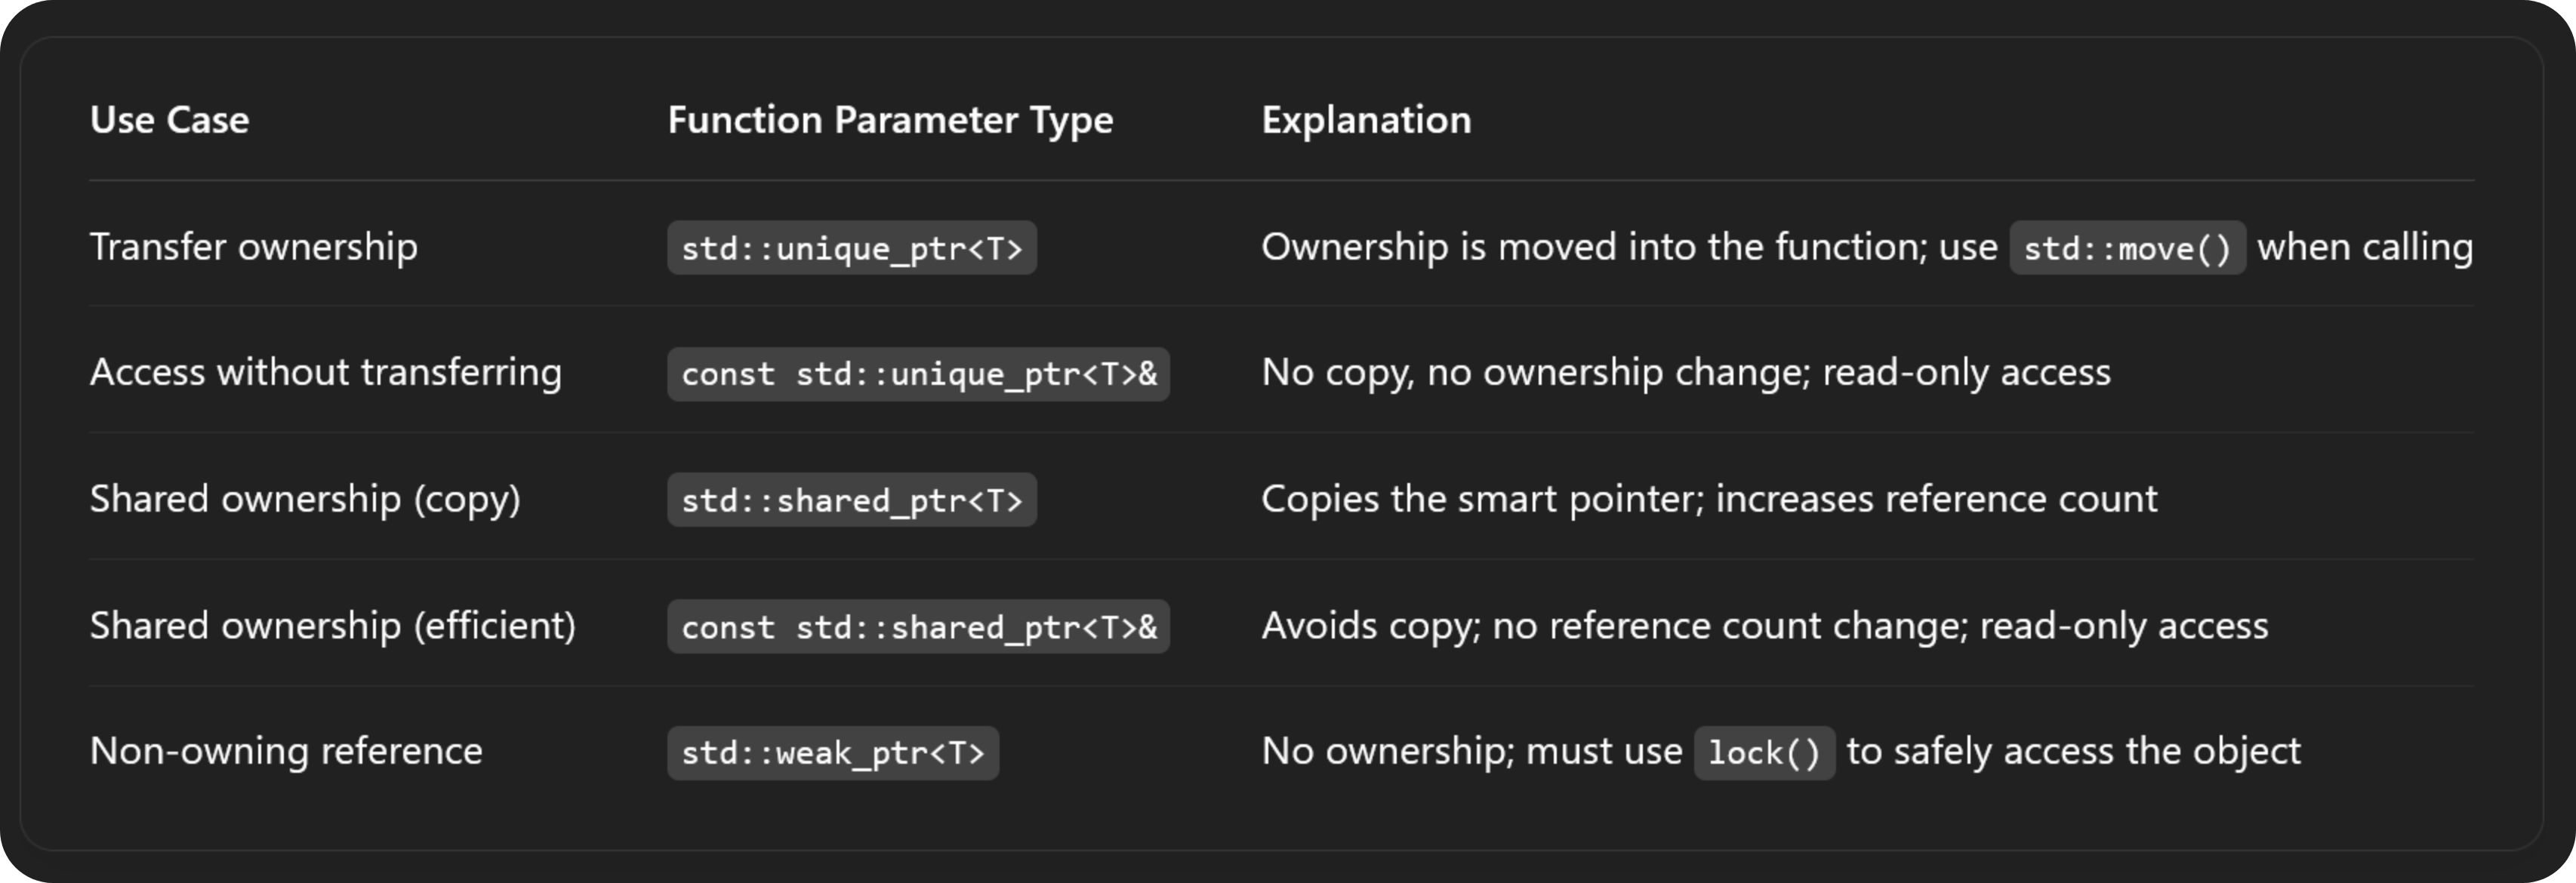 Use Case Function Parameter Type Explanation
Transfer ownership std::unique_ptr<T> Ownership is moved into the function; use std::move() when calling
Access without transferring const std::unique_ptr<T>& No copy, no ownership change; read-only access
Shared ownership (copy) std::shared_ptr<T> Copies the smart pointer; increases reference count
Shared ownership (efficient) const std::shared_ptr<T>& Avoids copy; no reference count change; read-only access
Non-owning reference std::weak_ptr<T> No ownership; must use lock() to safely access the object